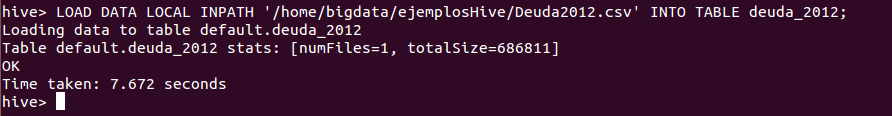 hive> LOAD DATA LOCAL INPATH '/home/bigdata/ejemplosHive/Deuda2012.csv' INTO TABLE deuda_2012;
Loading data to table default.deuda_2012
Table default.deuda_2012 stats: [numFiles=1, totalSize=686811]
OK
Time taken: 7.672 seconds
hive>